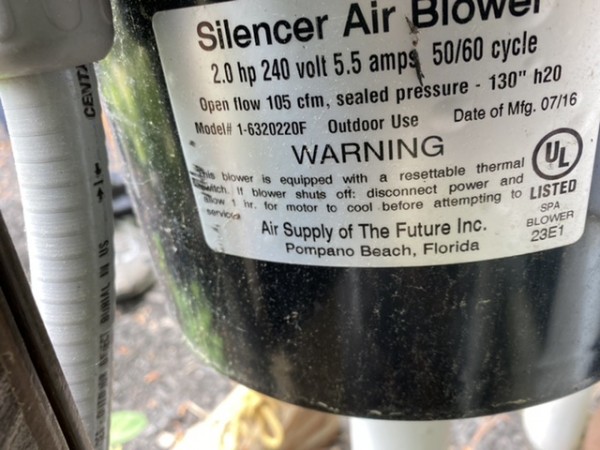 Silencer Air Blower
2.0 hp 240 volt 5.5 amps 50/60 cycle
Open flow 105 cfm, sealed pressure - 130" h20
Model# 1-6320220F Outdoor Use Date of Mfg. 07/16
WARNING
This blower is equipped with a resettable thermal
switch. If blower shuts off: disconnect power and
allow 1 hr. for motor to cool before attempting to
service
Air Supply of The Future Inc.
Pompano Beach, Florida
UL
LISTED
SPA
BLOWER
23E1